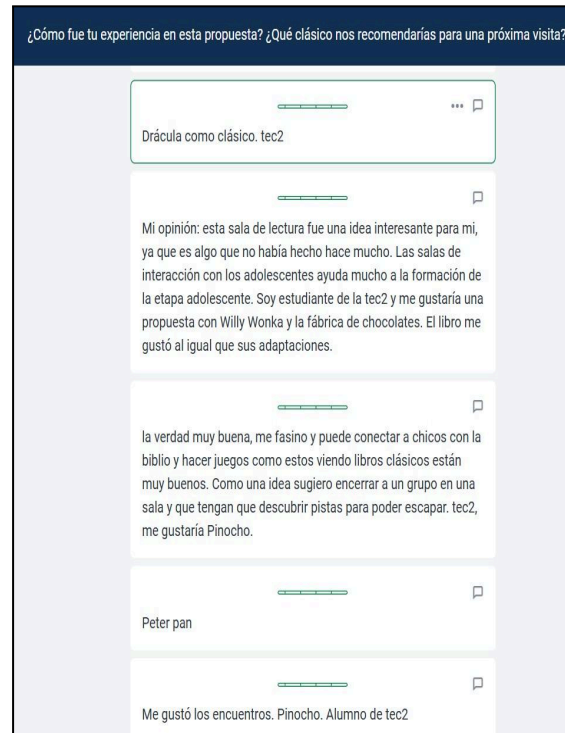 ¿Cómo fue tu experiencia en esta propuesta? ¿Qué clásico nos recomendarías para una próxima visita?
Drácula como clásico. tec2
Mi opinión: esta sala de lectura fue una idea interesante para mi,
ya que es algo que no había hecho hace mucho. Las salas de
interacción con los adolescentes ayuda mucho a la formación de
la etapa adolescente. Soy estudiante de la tec2 y me gustaría una
propuesta con Willy Wonka y la fábrica de chocolates. El libro me
gustó al igual que sus adaptaciones.
la verdad muy buena, me fasino y puede conectar a chicos con la
biblio y hacer juegos como estos viendo libros clásicos están
muy buenos. Como una idea sugiero encerrar a un grupo en una
sala y que tengan que descubrir pistas para poder escapar. tec2,
me gustaría Pinocho.
Peter pan
Me gustó los encuentros. Pinocho. Alumno de tec2